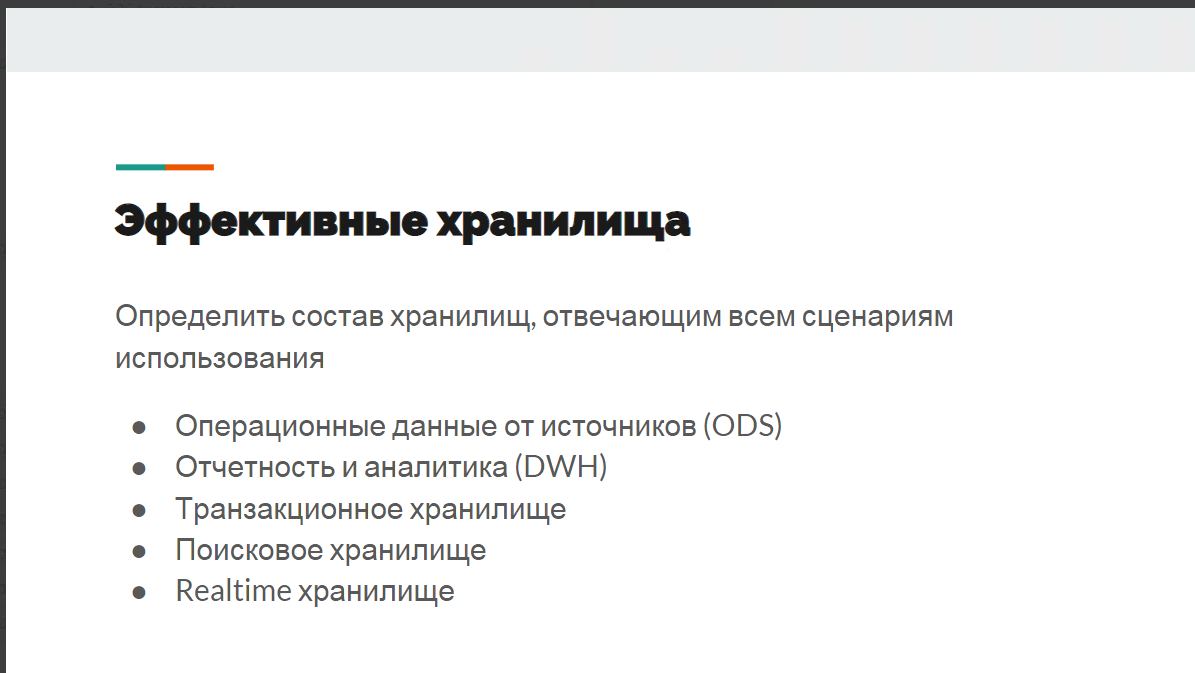 Эффективные хранилища
Определить состав хранилищ, отвечающим всем сценариям
использования
● Операционные данные от источников (ODS)
● Отчетность и аналитика (DWH)
● Транзакционное хранилище
● Поисковое хранилище
● Realtime хранилище